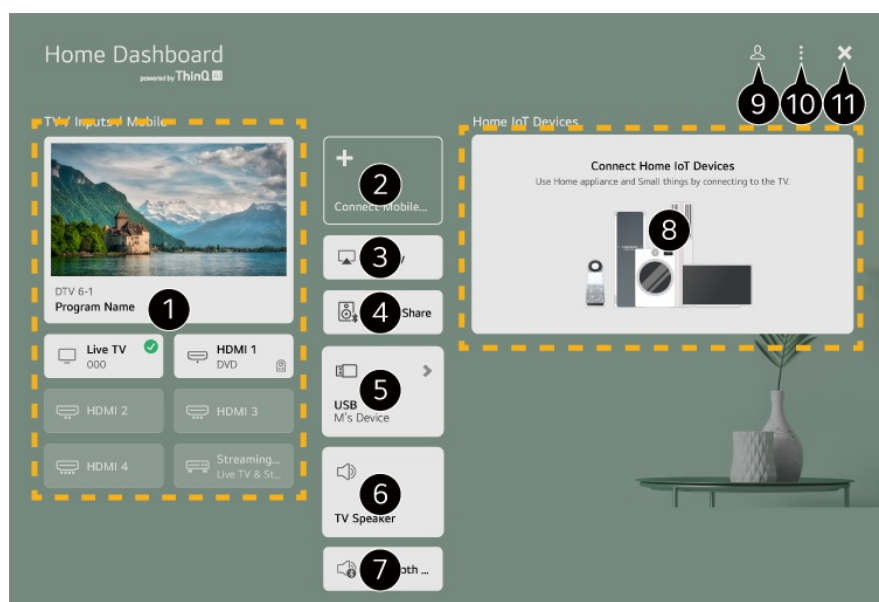 Home Dashboard
powered by ThinQ AI
9
10
11
TV / Inputs / Mobile
DTV 6-1
Program Name
1
Live TV
000
HDMI 1
DVD
HDMI 2
HDMI 3
HDMI 4
Streaming...
Live TV & St...
2
Connect Mobile...
3
4
Share
5
USB
M's Device
6
TV Speaker
7
Home IoT Devices
Connect Home IoT Devices
Use Home appliance and Small things by connecting to the TV.
8